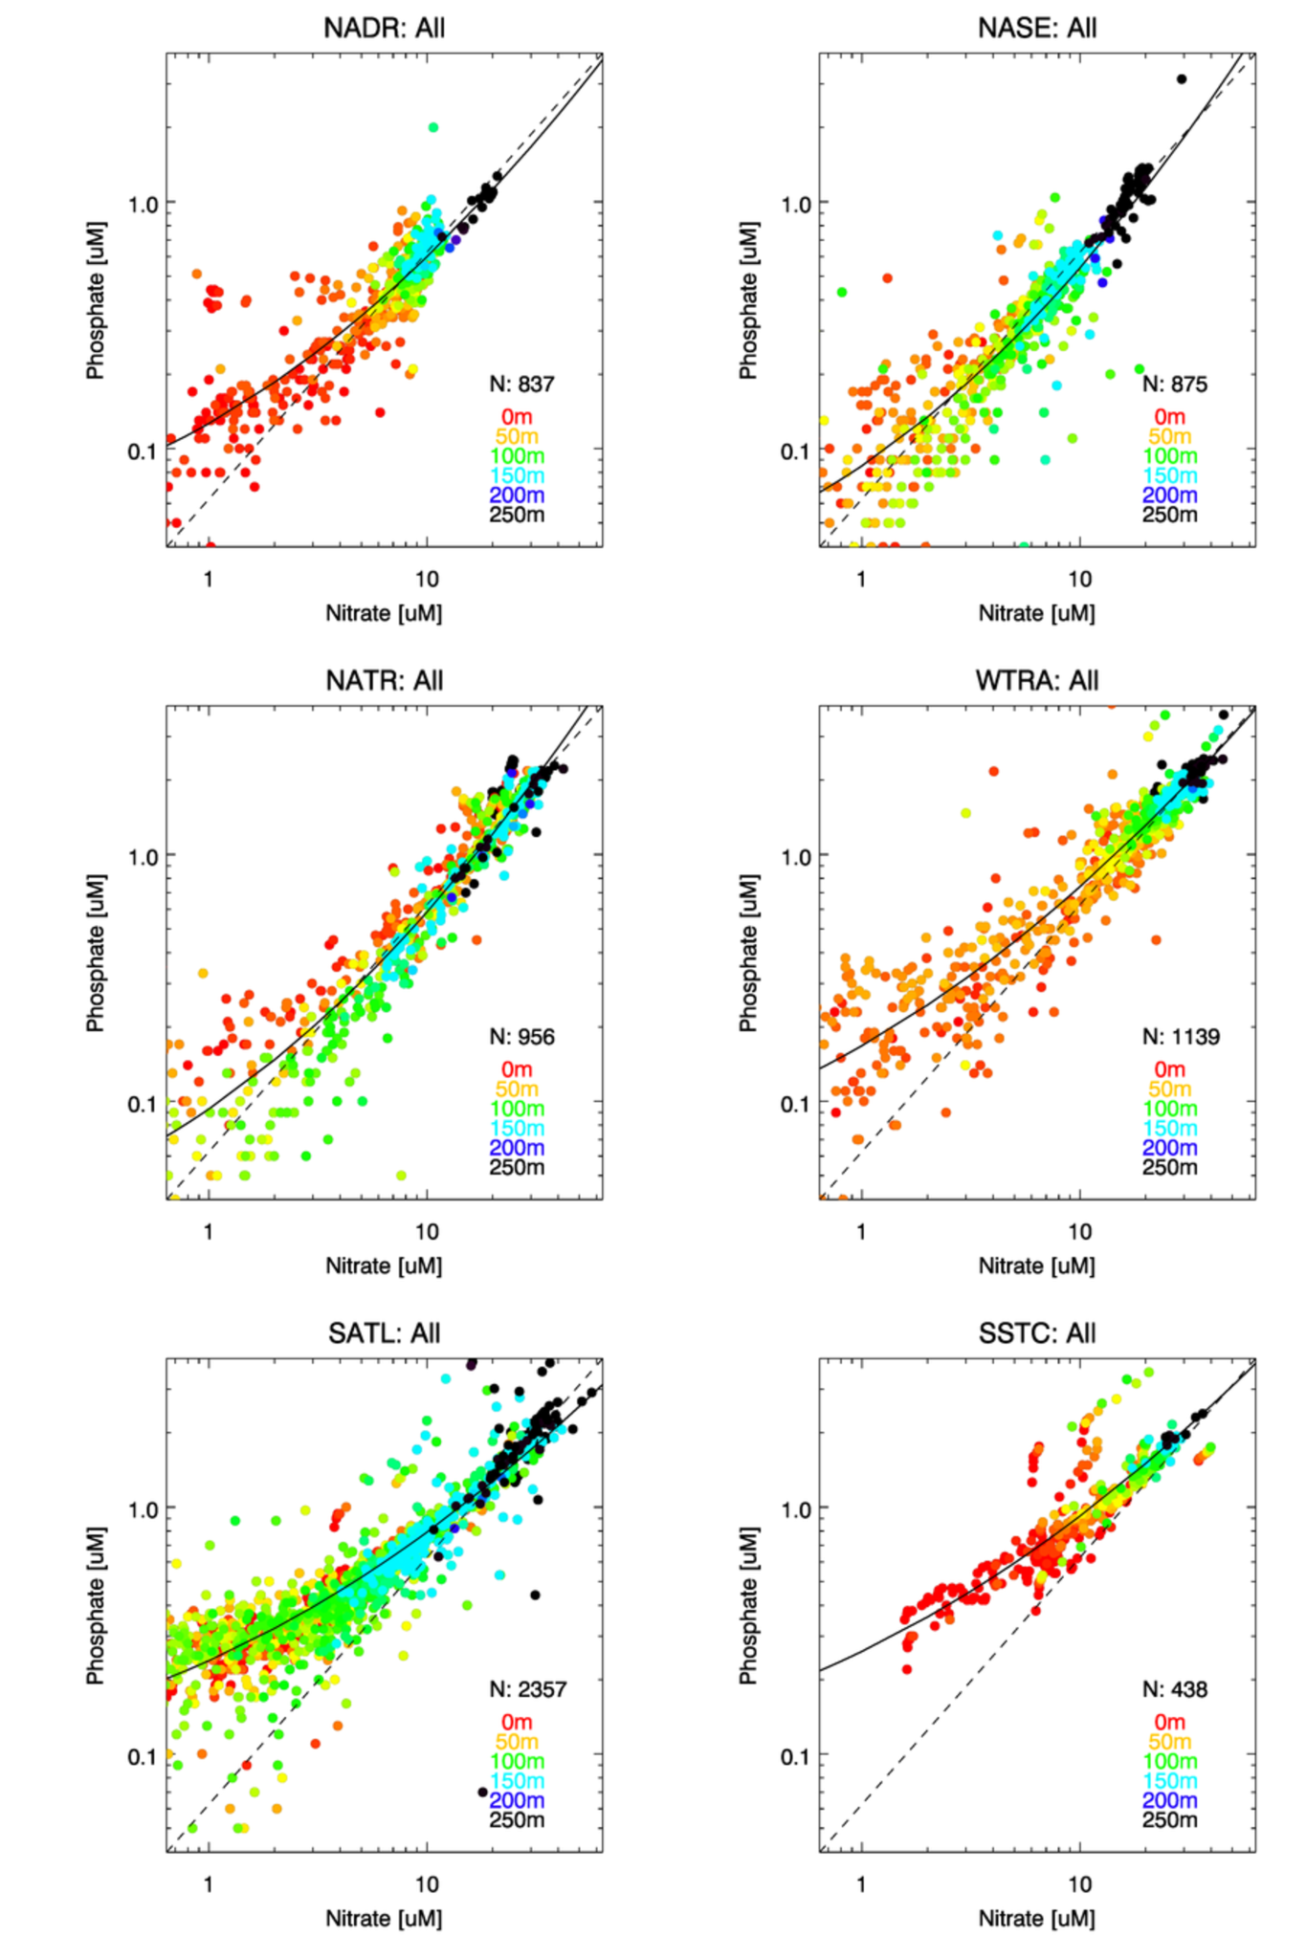 NADR: All
1.0
0.1
Phosphate [uM]
N: 837
0m
50m
100m
150m
200m
250m
1
10
Nitrate [uM]
NASE: All
1.0
0.1
Phosphate [uM]
N: 875
0m
50m
100m
150m
200m
250m
1
10
Nitrate [uM]
NATR: All
1.0
0.1
Phosphate [uM]
N: 956
0m
50m
100m
150m
200m
250m
1
10
Nitrate [uM]
WTRA: All
1.0
0.1
Phosphate [uM]
N: 1139
0m
50m
100m
150m
200m
250m
1
10
Nitrate [uM]
SATL: All
1.0
0.1
Phosphate [uM]
N: 2357
0m
50m
100m
150m
200m
250m
1
10
Nitrate [uM]
SSTC: All
1.0
0.1
Phosphate [uM]
N: 438
0m
50m
100m
150m
200m
250m
1
10
Nitrate [uM]